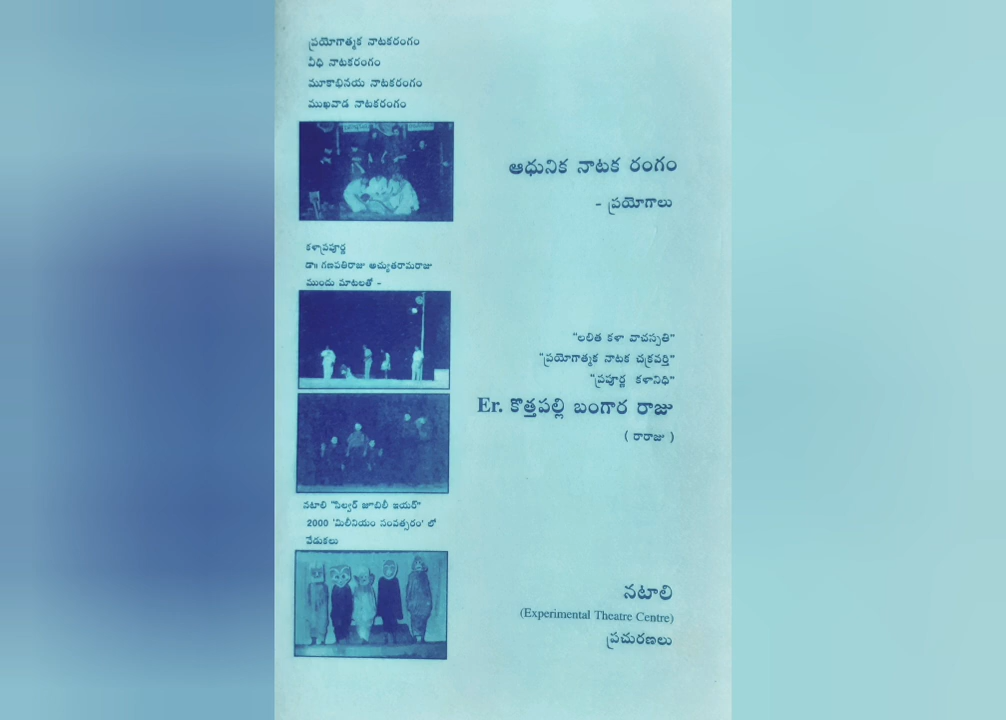 ప్రయోగాత్మక నాటకరంగం
వీధి నాటకరంగం
మూకాభినయ నాటకరంగం
ముఖవాడ నాటకరంగం
ఆధునిక నాటక రంగం
- ప్రయోగాలు
కళాప్రపూర్ణ
డాః గణపతిరాజు అచ్యుతరామరాజు
ముందు మాటలతో -
"లలిత కళా వాచస్పతి"
"ప్రయోగాత్మక నాటక చక్రవర్తి"
"ప్రపూర్ణ కళానిధి"
Er. కొత్తపల్లి బంగార రాజు
( రారాజు )
నటాలి "సిల్వర్ జూబిలీ ఇయర్"
2000 'మిలీనియం సంవత్సరం' లో
వేడుకలు
నటాలి
(Experimental Theatre Centre)
ప్రచురణలు